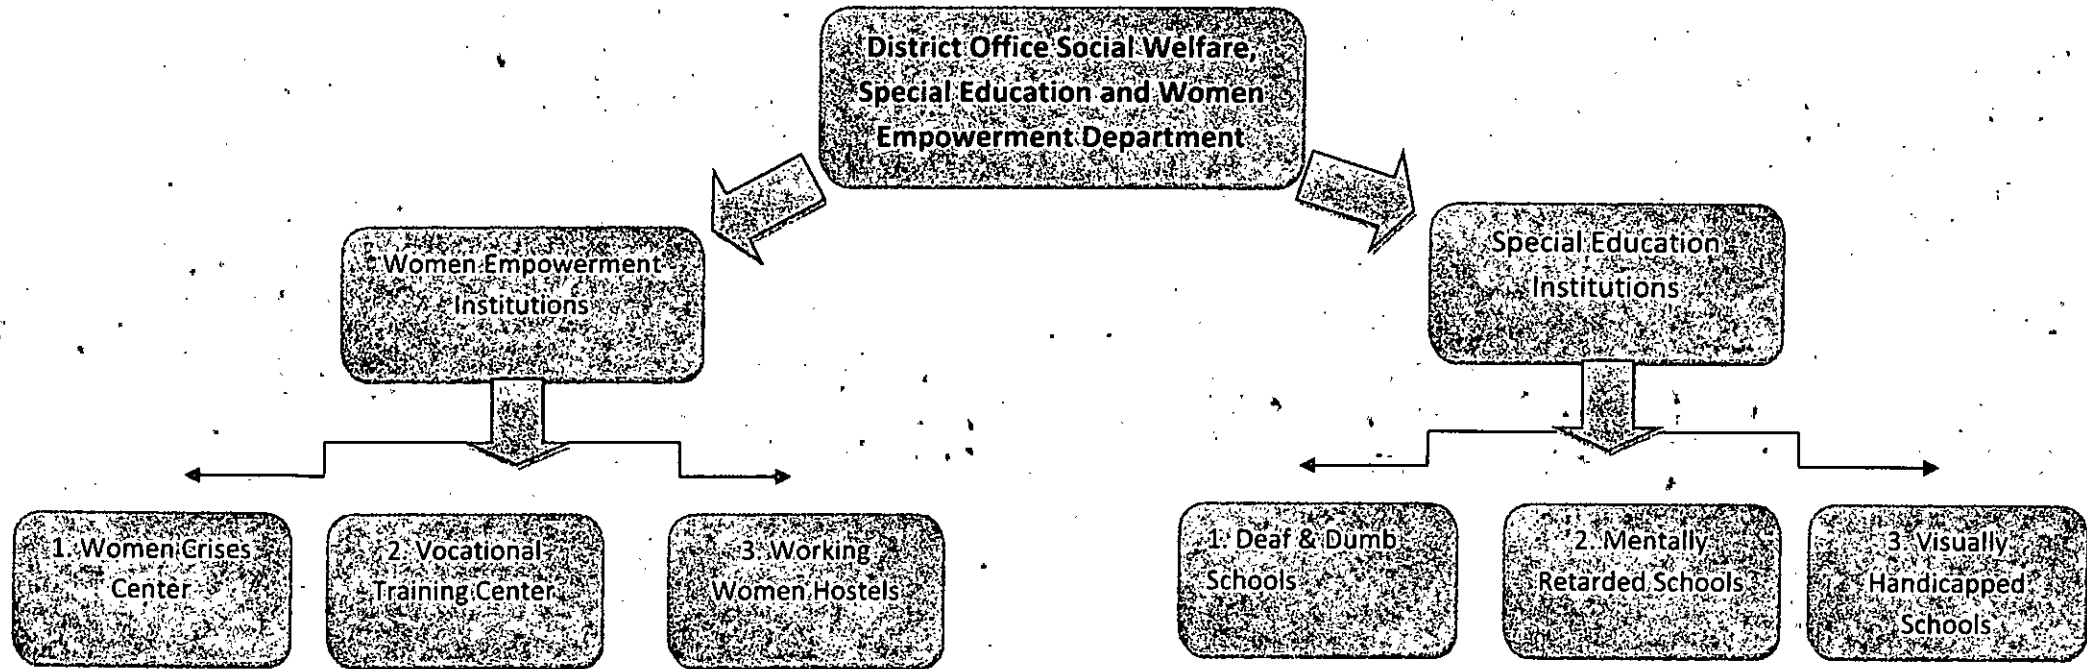 District Office Social Welfare,
Special Education and Women
Empowerment Department
Women Empowerment
Institutions
Special Education
Institutions
1. Women Crises
Center
2. Vocational
Training Center
3. Working
Women Hostels
1. Deaf & Dumb
Schools
2. Mentally
Retarded Schools
3. Visually
Handicapped
Schools